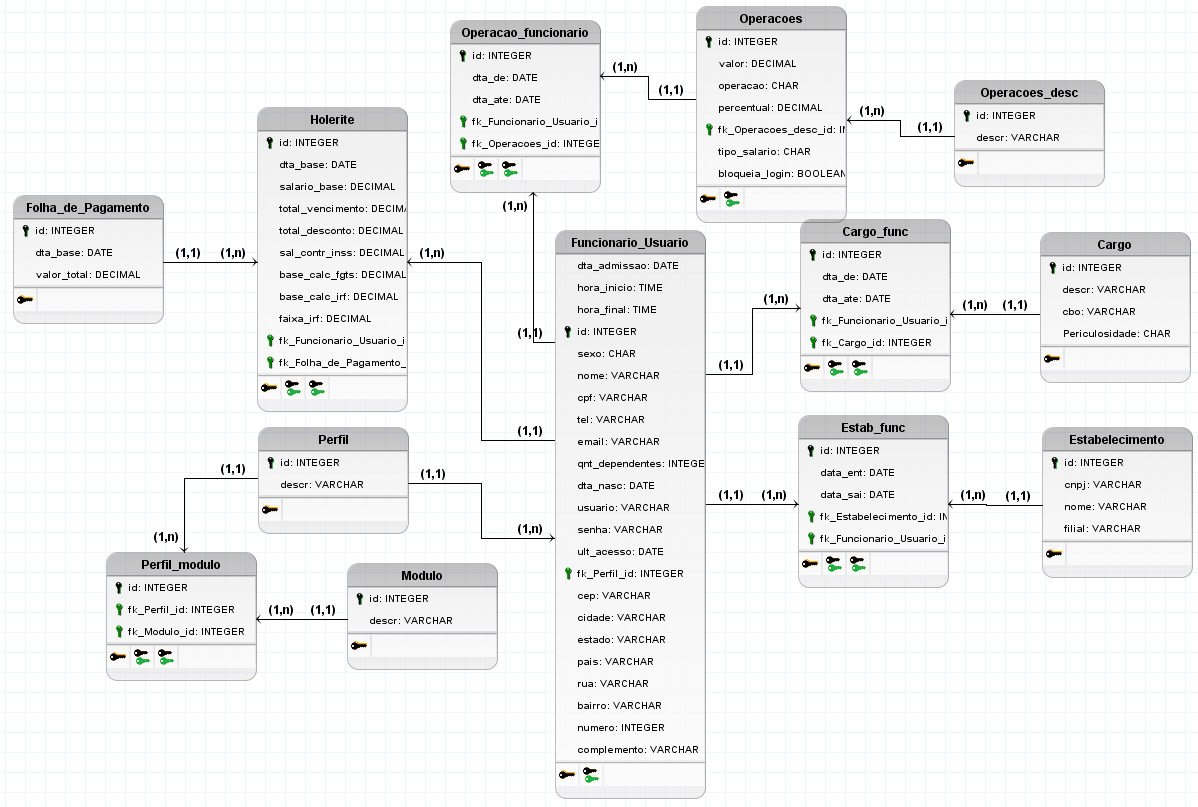 Operacao_funcionario
id: INTEGER
dta_de: DATE
dta_ate: DATE
fk_Funcionario_Usuario_i
fk_Operacoes_id: INTEGE
Operacoes
id: INTEGER
valor: DECIMAL
operacao: CHAR
percentual: DECIMAL
fk_Operacoes_desc_id: IN
tipo_salario: CHAR
bloqueia_login: BOOLEAN
Operacoes_desc
id: INTEGER
descr: VARCHAR
(1,n)
(1,1)
(1,n)
(1,1)
Holerite
id: INTEGER
dta_base: DATE
salario_base: DECIMAL
total_vencimento: DECIMA
total_desconto: DECIMAL
sal_contr_inss: DECIMAL
base_calc_fgts: DECIMAL
base_calc_irf: DECIMAL
faixa_irf: DECIMAL
fk_Funcionario_Usuario_i
fk_Folha_de_Pagamento_
Folha_de_Pagamento
id: INTEGER
dta_base: DATE
valor_total: DECIMAL
(1,1)
(1,n)
(1,n)
(1,1)
(1,n)
(1,1)
Funcionario_Usuario
dta_admissao: DATE
hora_inicio: TIME
hora_final: TIME
id: INTEGER
sexo: CHAR
nome: VARCHAR
cpf: VARCHAR
tel: VARCHAR
email: VARCHAR
qnt_dependentes: INTEGE
dta_nasc: DATE
usuario: VARCHAR
senha: VARCHAR
ult_acesso: DATE
fk_Perfil_id: INTEGER
cep: VARCHAR
cidade: VARCHAR
estado: VARCHAR
pais: VARCHAR
rua: VARCHAR
bairro: VARCHAR
numero: INTEGER
complemento: VARCHAR
Cargo_func
id: INTEGER
dta_de: DATE
dta_ate: DATE
fk_Funcionario_Usuario_i
fk_Cargo_id: INTEGER
Cargo
id: INTEGER
descr: VARCHAR
cbo: VARCHAR
Periculosidade: CHAR
(1,n)
(1,1)
(1,n)
(1,1)
Estab_func
id: INTEGER
data_ent: DATE
data_sai: DATE
fk_Estabelecimento_id: IN
fk_Funcionario_Usuario_i
Estabelecimento
id: INTEGER
cnpj: VARCHAR
nome: VARCHAR
filial: VARCHAR
(1,1)
(1,n)
(1,n)
(1,1)
Perfil
id: INTEGER
descr: VARCHAR
(1,1)
(1,n)
(1,1)
(1,n)
Perfil_modulo
id: INTEGER
fk_Perfil_id: INTEGER
fk_Modulo_id: INTEGER
Modulo
id: INTEGER
descr: VARCHAR
(1,n)
(1,1)